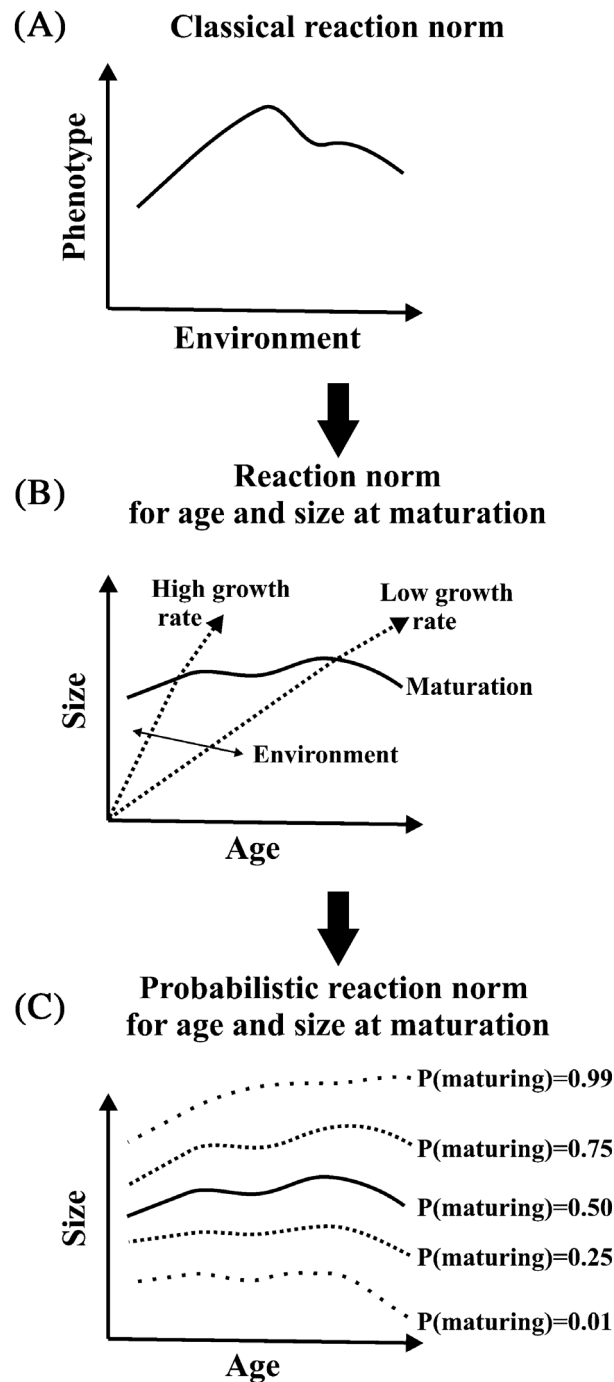 (A)
Classical reaction norm
Phenotype
Environment
(B)
Reaction norm
for age and size at maturation
High growth
rate
Low growth
rate
Maturation
Size
Environment
Age
(C)
Probabilistic reaction norm
for age and size at maturation
P(maturing)=0.99
P(maturing)=0.75
P(maturing)=0.50
P(maturing)=0.25
P(maturing)=0.01
Size
Age